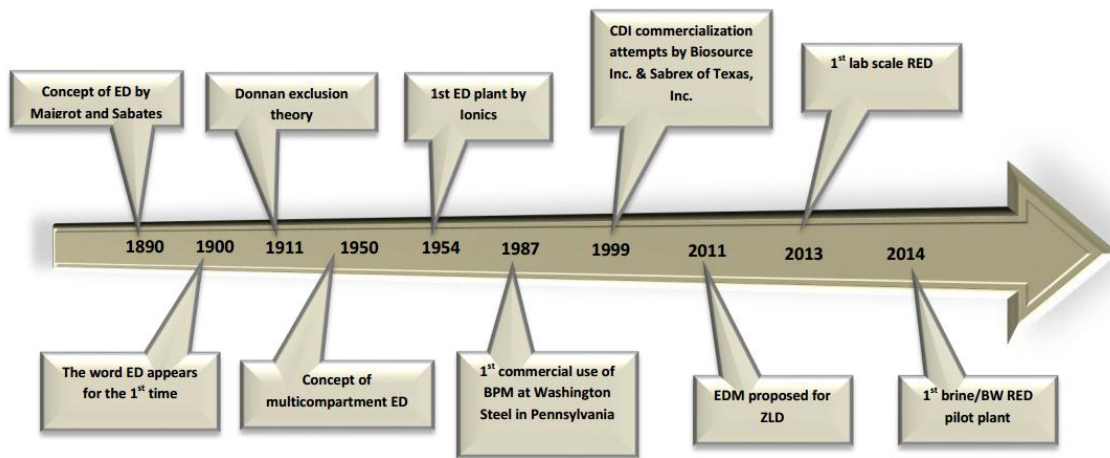 Concept of ED by
Maigrot and Sabates
Donnan exclusion
theory
1st ED plant by
Ionics
CDI commercialization
attempts by Biosource
Inc. & Sabrex of Texas,
Inc.
1st lab scale RED
1890 1900 1911 1950 1954 1987 1999 2011 2013 2014
The word ED appears
for the 1st time
Concept of
multicompartment ED
1st commercial use of
BPM at Washington
Steel in Pennsylvania
EDM proposed for
ZLD
1st brine/BW RED
pilot plant